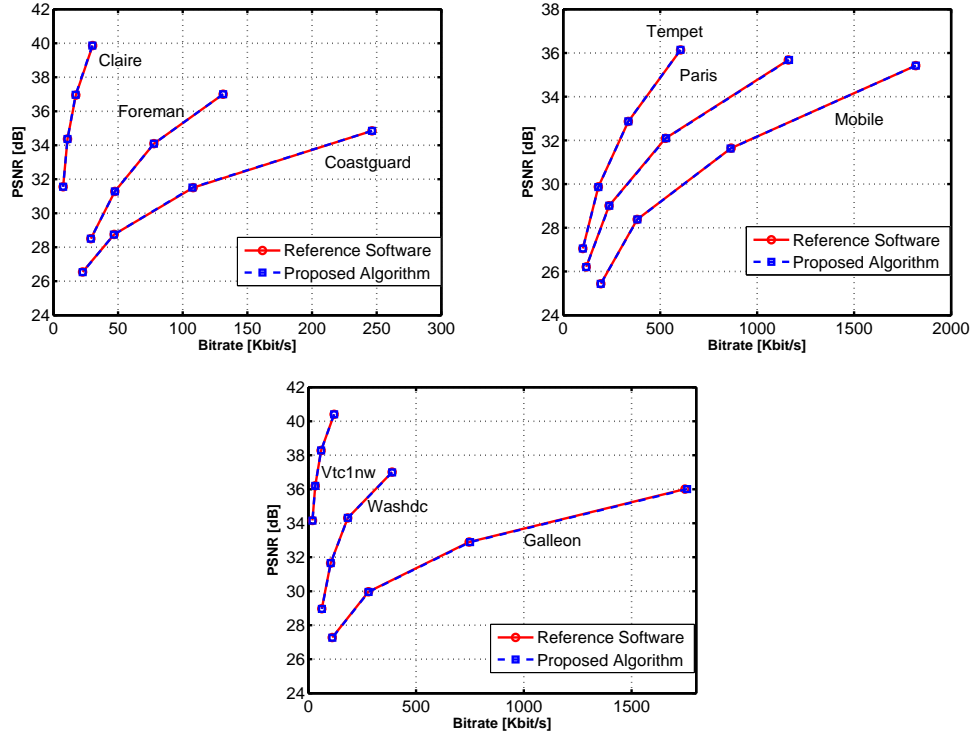 42
40
38
36
34
32
30
28
26
24
PSNR [dB]
Claire
Foreman
Coastguard
Reference Software
Proposed Algorithm
0 50 100 150 200 250 300
Bitrate [Kbit/s]
38
36
34
32
30
28
26
24
PSNR [dB]
Tempet
Paris
Mobile
Reference Software
Proposed Algorithm
0 500 1000 1500 2000
Bitrate [Kbit/s]
42
40
38
36
34
32
30
28
26
24
PSNR [dB]
Vtc1nw
Washdc
Galleon
Reference Software
Proposed Algorithm
0 500 1000 1500
Bitrate [Kbit/s]